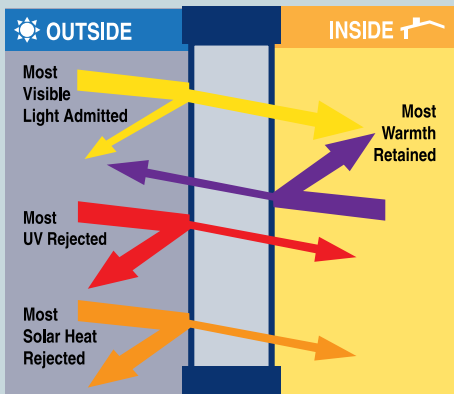 OUTSIDE
INSIDE
Most
Visible
Light Admitted
Most
Warmth
Retained
Most
UV Rejected
Most
Solar Heat
Rejected